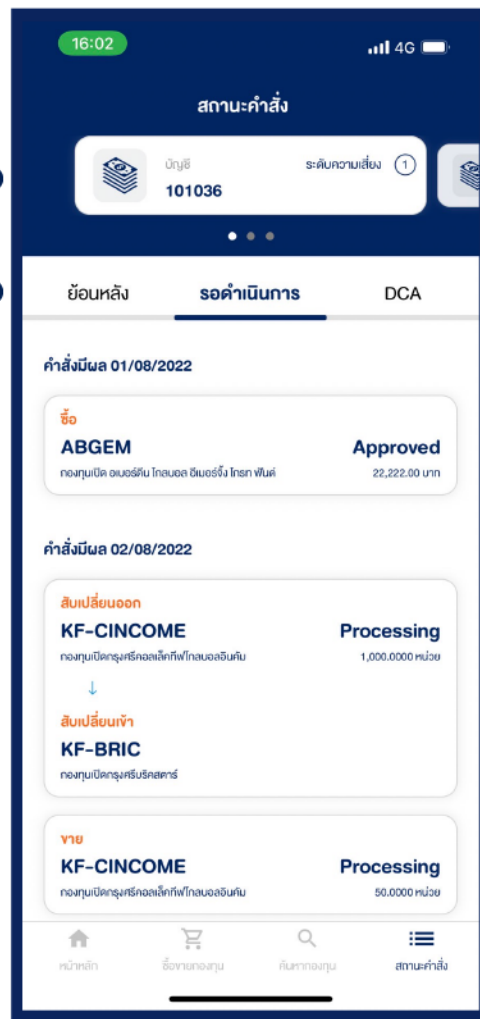 16:02
4G
สถานะคำสั่ง
บัญชี
ระดับความเสี่ยง 1
101036
ย้อนหลัง รอดำเนินการ DCA
คำสั่งมีผล 01/08/2022
ซื้อ
ABGEM Approved
กองทุนเปิด อเบอร์ดีน โกลบอล อีเมอร์จิ้ง โกรท ฟันด์ 22,222.00 บาท
คำสั่งมีผล 02/08/2022
สับเปลี่ยนออก
KF-CINCOME Processing
กองทุนเปิดกรุงศรีคอลเล็คทีฟโกลบอลอินคัม 1,000.0000 หน่วย
↓
สับเปลี่ยนเข้า
KF-BRIC
กองทุนเปิดกรุงศรีบริคสตาร์
ขาย
KF-CINCOME Processing
กองทุนเปิดกรุงศรีคอลเล็คทีฟโกลบอลอินคัม 50.0000 หน่วย
หน้าหลัก ซื้อขายกองทุน ค้นหากองทุน สถานะคำสั่ง